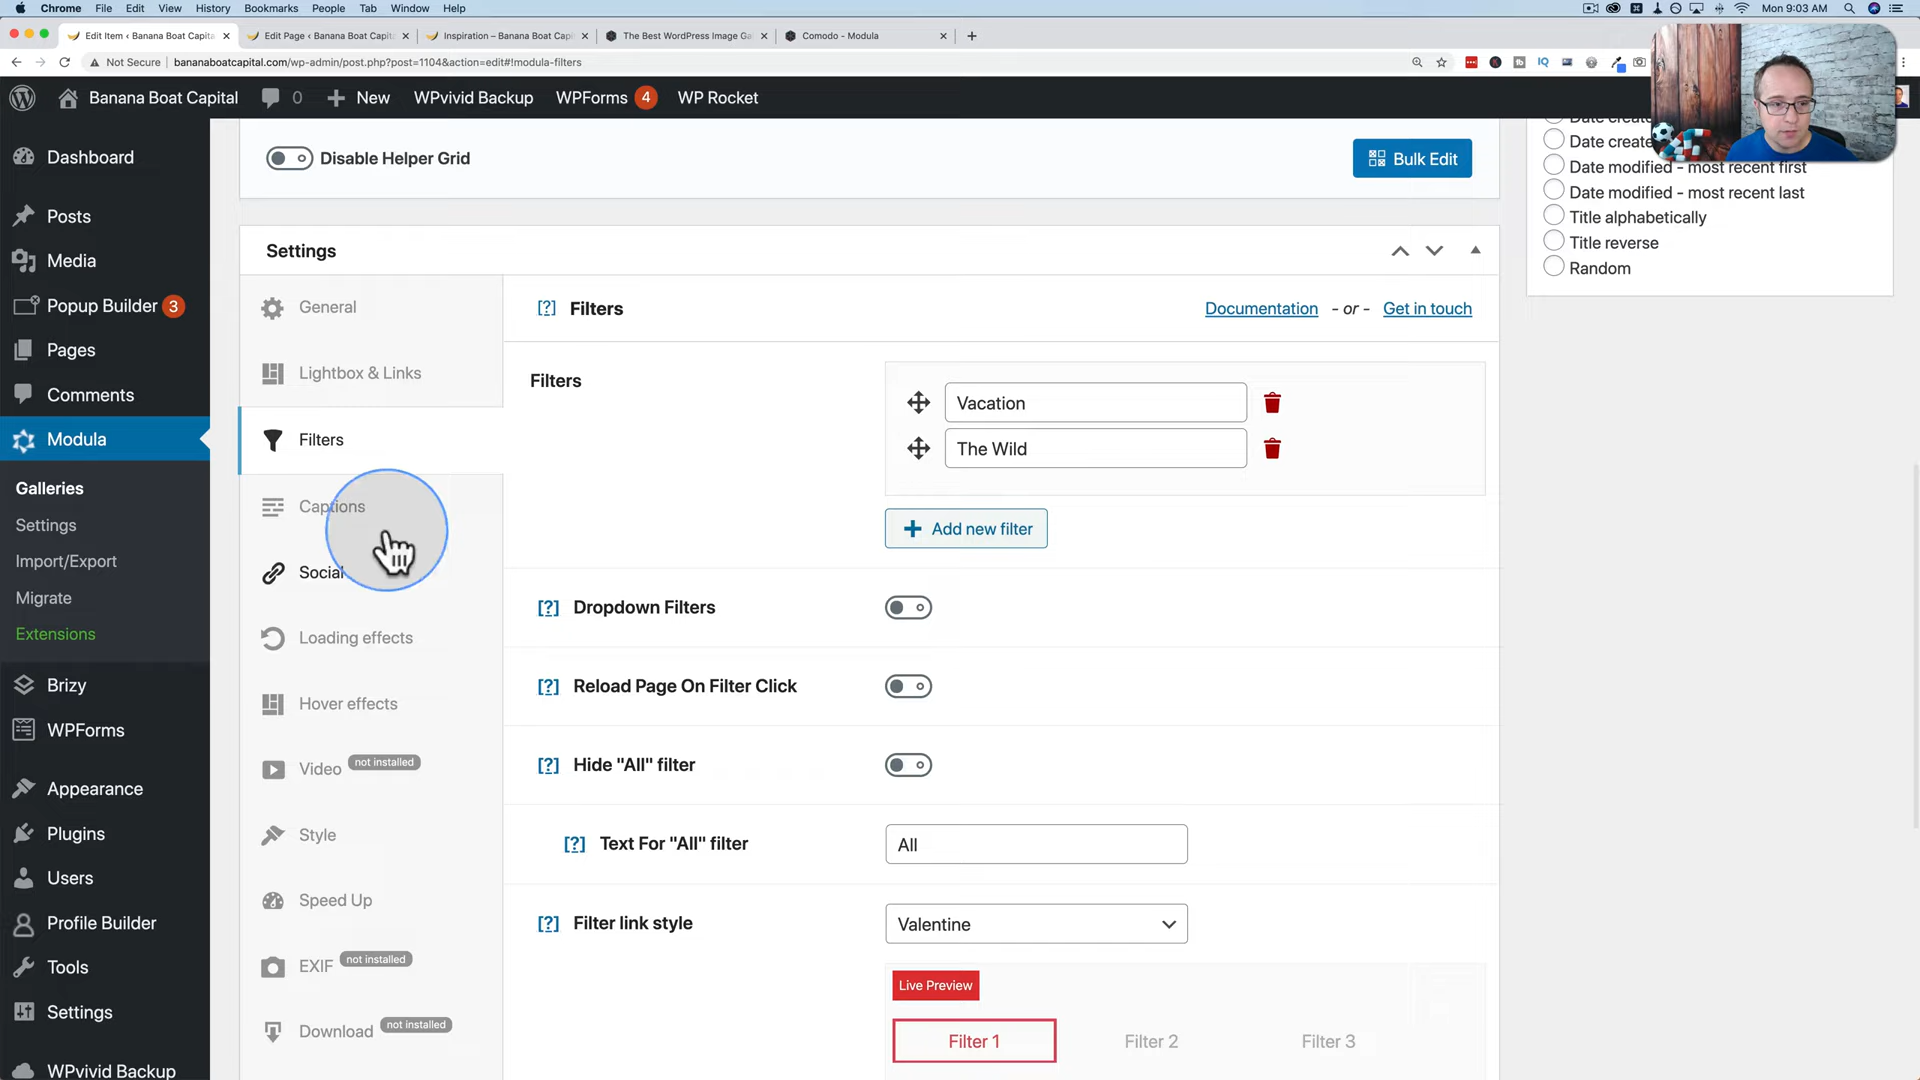 Chrome File Edit View History Bookmarks People Tab Window Help Mon 9:03 AM
Edit Item ‹ Banana Boat Capita Edit Page ‹ Banana Boat Capit Inspiration – Banana Boat Cap The Best WordPress Image Ga Comodo - Modula
Not Secure bananaboatcapital.com/wp-admin/post.php?post=1104&action=edit#!modula-filters
Banana Boat Capital 0 New WPvivid Backup WPForms 4 WP Rocket
Dashboard
Posts
Media
Popup Builder 3
Pages
Comments
Modula
Galleries
Settings
Import/Export
Migrate
Extensions
Brizy
WPForms
Appearance
Plugins
Users
Profile Builder
Tools
Settings
WPvivid Backup
Disable Helper Grid
Bulk Edit
Settings
General
Lightbox & Links
Filters
Captions
Social
Loading effects
Hover effects
Video not installed
Style
Speed Up
EXIF not installed
Download not installed
[?] Filters Documentation - or - Get in touch
Filters
Vacation
The Wild
Add new filter
[?] Dropdown Filters
[?] Reload Page On Filter Click
[?] Hide "All" filter
[?] Text For "All" filter All
[?] Filter link style Valentine
Live Preview
Filter 1 Filter 2 Filter 3
Date create
Date modified - most recent first
Date modified - most recent last
Title alphabetically
Title reverse
Random